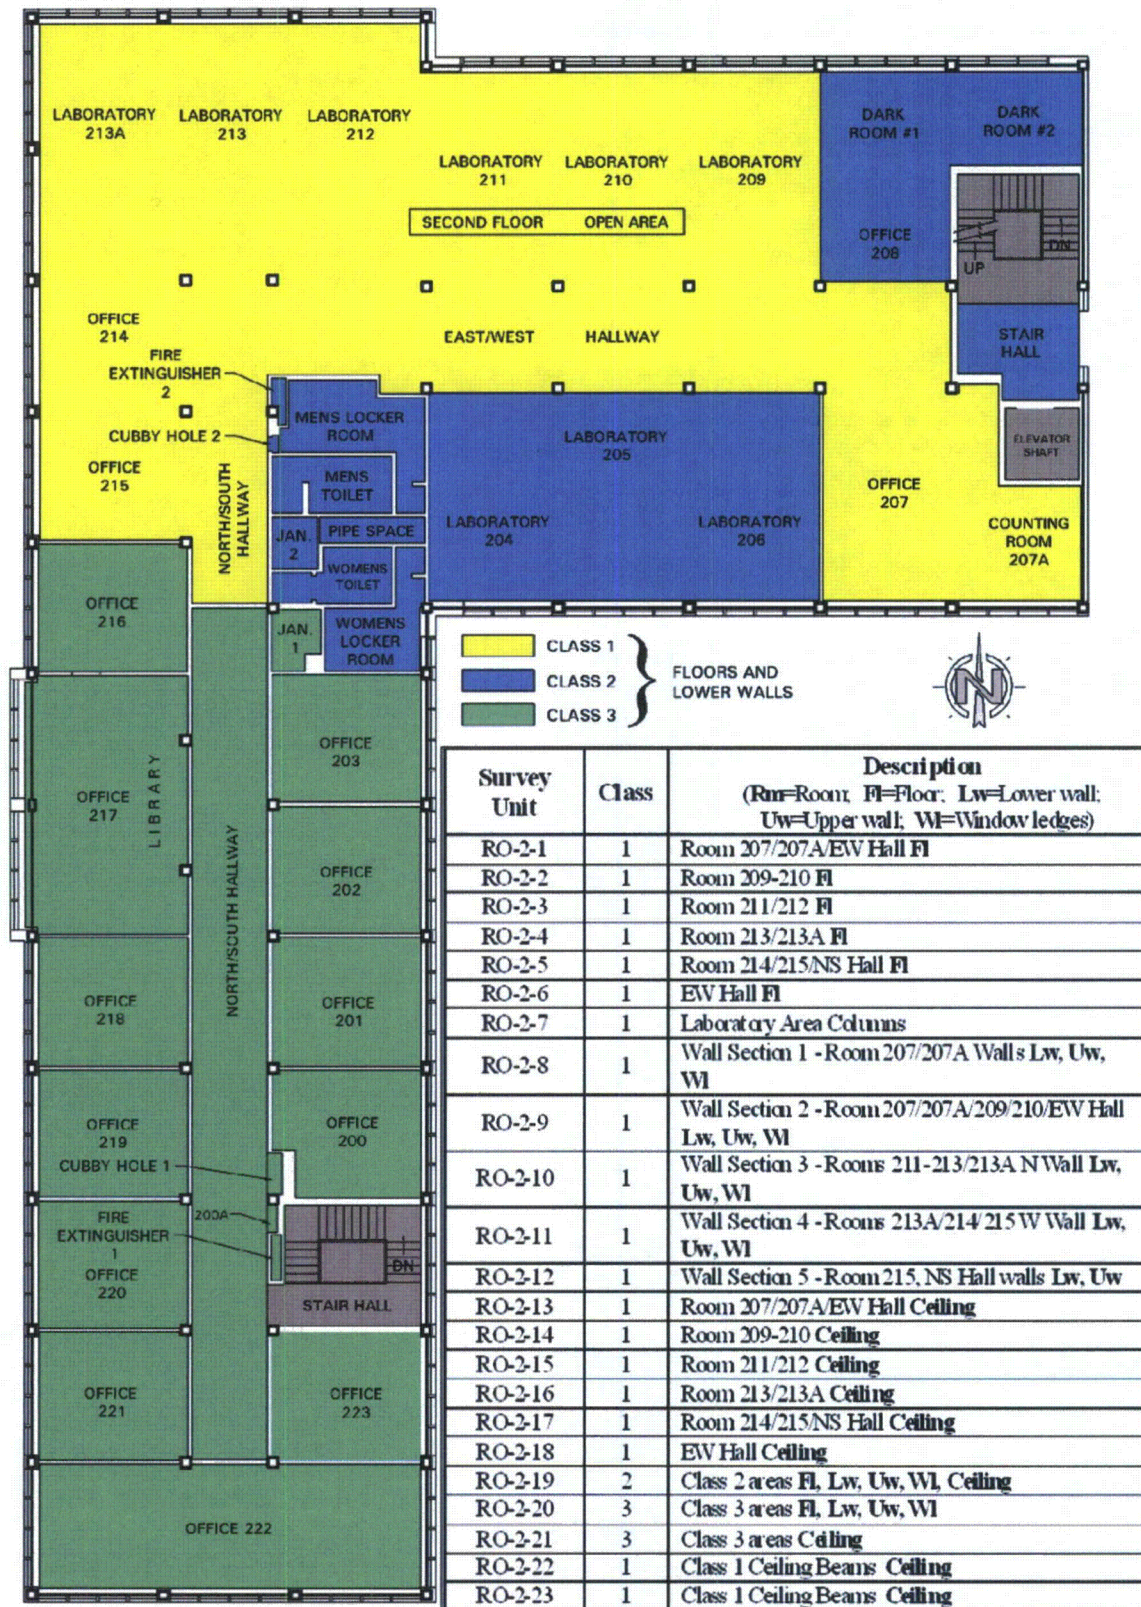 LABORATORY
213A
LABORATORY
213
LABORATORY
212
LABORATORY
211
LABORATORY
210
LABORATORY
209
DARK
ROOM #1
DARK
ROOM #2
SECOND FLOOR OPEN AREA
OFFICE
208
UP
DN
OFFICE
214
EAST/WEST HALLWAY
STAIR
HALL
FIRE
EXTINGUISHER
2
CUBBY HOLE 2
MENS LOCKER
ROOM
LABORATORY
205
ELEVATOR
SHAFT
OFFICE
215
NORTH/SOUTH
HALLWAY
MENS
TOILET
OFFICE
207
JAN.
2
PIPE SPACE
LABORATORY
204
LABORATORY
206
COUNTING
ROOM
207A
WOMENS
TOILET
OFFICE
216
JAN.
1
WOMENS
LOCKER
ROOM
CLASS 1
CLASS 2
CLASS 3
FLOORS AND
LOWER WALLS
N
OFFICE
203
OFFICE
217
LIBRARY
OFFICE
202
NORTH/SOUTH HALLWAY
OFFICE
218
OFFICE
201
OFFICE
219
OFFICE
200
CUBBY HOLE 1
200A
FIRE
EXTINGUISHER
1
OFFICE
220
DN
STAIR HALL
OFFICE
221
OFFICE
223
OFFICE 222
Survey
Unit
Class
Description
(Rm=Room, Fl=Floor; Lw=Lower wall;
Uw=Upper wall; Wl=Window ledges)
RO-2-1 1 Room 207/207A/EW Hall Fl
RO-2-2 1 Room 209-210 Fl
RO-2-3 1 Room 211/212 Fl
RO-2-4 1 Room 213/213A Fl
RO-2-5 1 Room 214/215/NS Hall Fl
RO-2-6 1 EW Hall Fl
RO-2-7 1 Laboratory Area Columns
RO-2-8 1 Wall Section 1 - Room 207/207A Walls Lw, Uw,
Wl
RO-2-9 1 Wall Section 2 - Room 207/207A/209/210/EW Hall
Lw, Uw, Wl
RO-2-10 1 Wall Section 3 - Rooms 211-213/213A N Wall Lw,
Uw, Wl
RO-2-11 1 Wall Section 4 - Rooms 213A/214/215 W Wall Lw,
Uw, Wl
RO-2-12 1 Wall Section 5 - Room 215, NS Hall walls Lw, Uw
RO-2-13 1 Room 207/207A/EW Hall Ceiling
RO-2-14 1 Room 209-210 Ceiling
RO-2-15 1 Room 211/212 Ceiling
RO-2-16 1 Room 213/213A Ceiling
RO-2-17 1 Room 214/215/NS Hall Ceiling
RO-2-18 1 EW Hall Ceiling
RO-2-19 2 Class 2 areas Fl, Lw, Uw, Wl, Ceiling
RO-2-20 3 Class 3 areas Fl, Lw, Uw, Wl
RO-2-21 3 Class 3 areas Ceiling
RO-2-22 1 Class 1 Ceiling Beams Ceiling
RO-2-23 1 Class 1 Ceiling Beams Ceiling